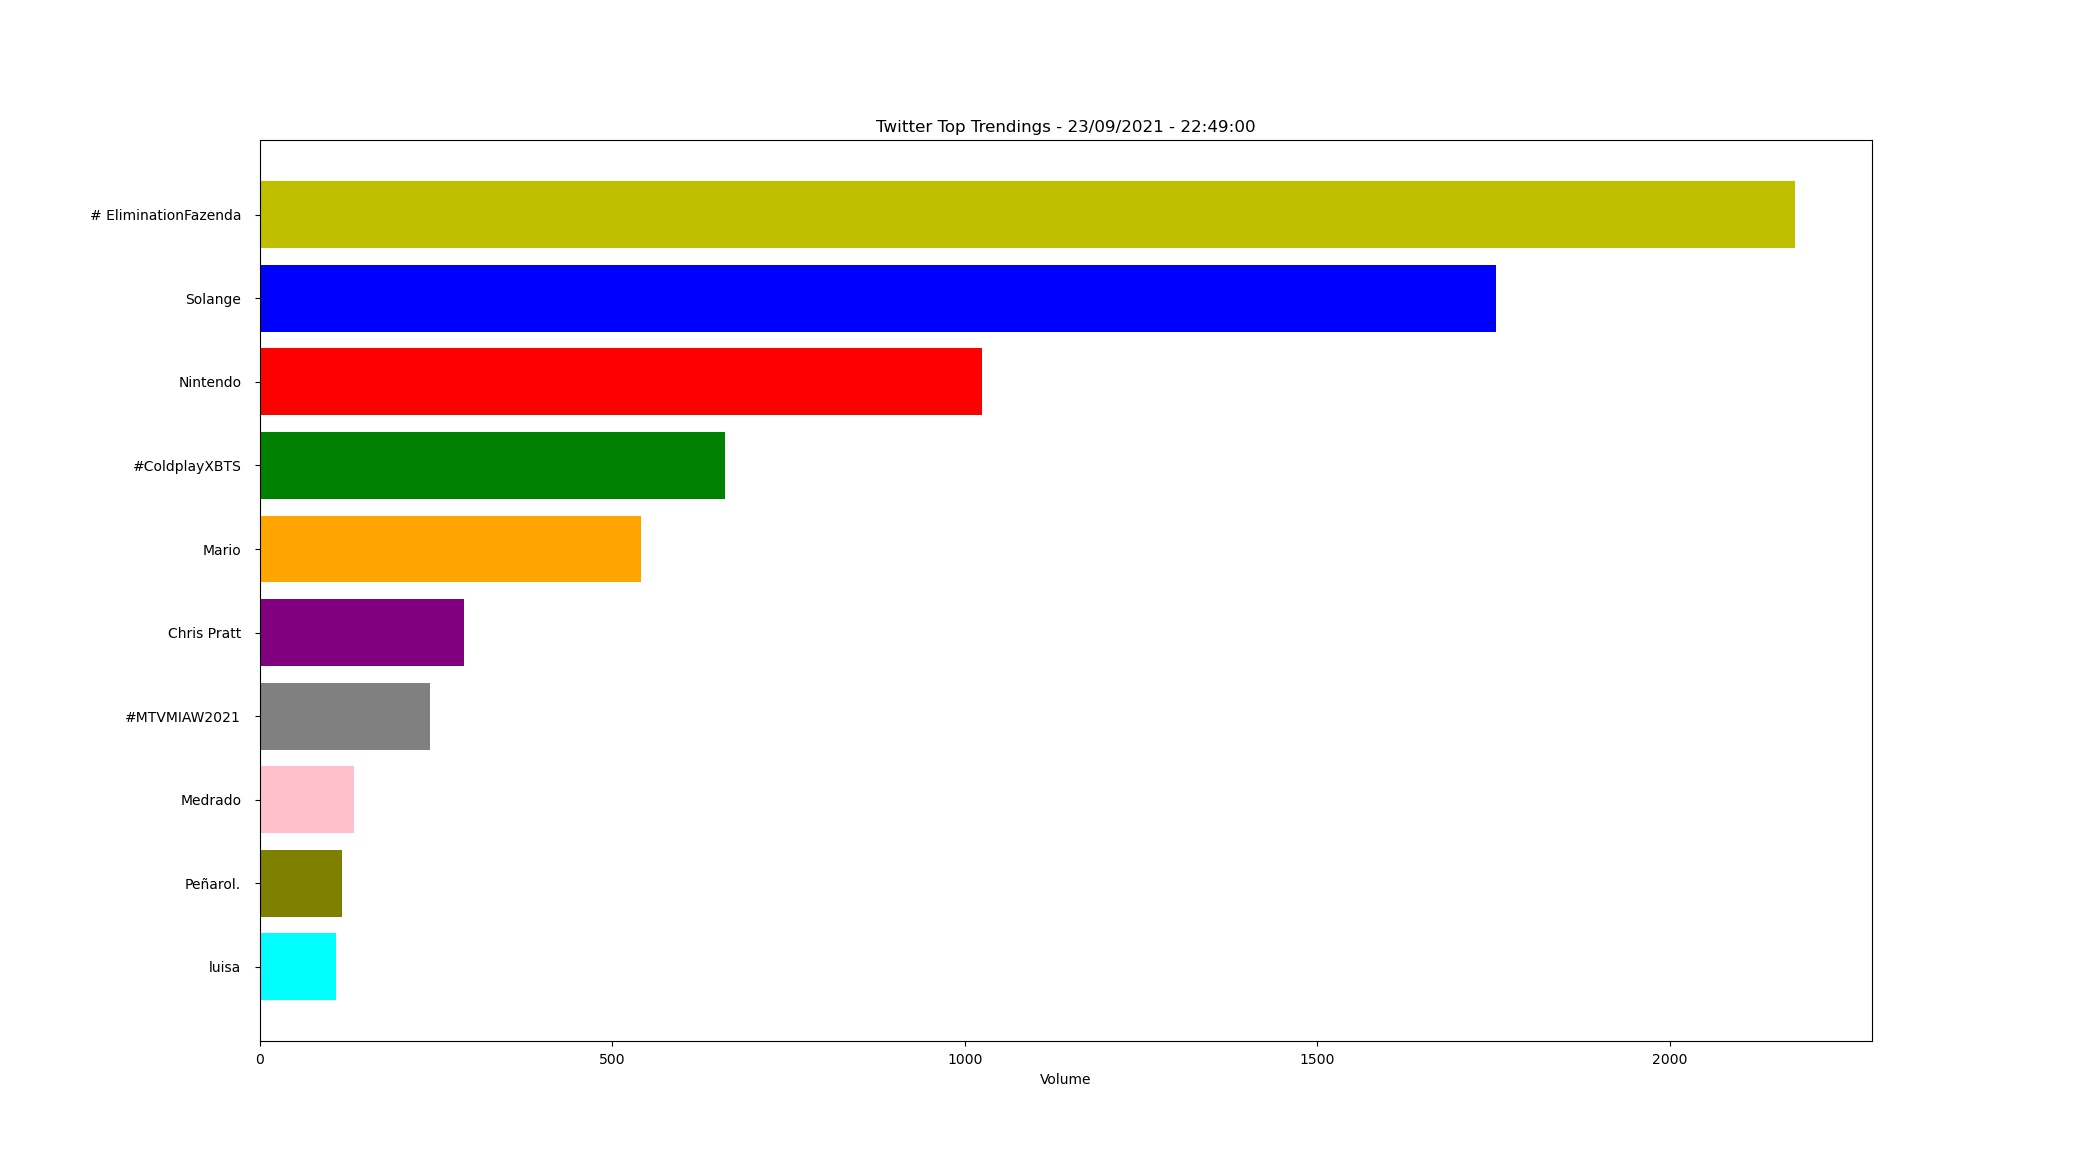 Twitter Top Trendings - 23/09/2021 - 22:49:00
# EliminationFazenda
Solange
Nintendo
#ColdplayXBTS
Mario
Chris Pratt
#MTVMIAW2021
Medrado
Peñarol.
luisa
0 500 1000 1500 2000
Volume